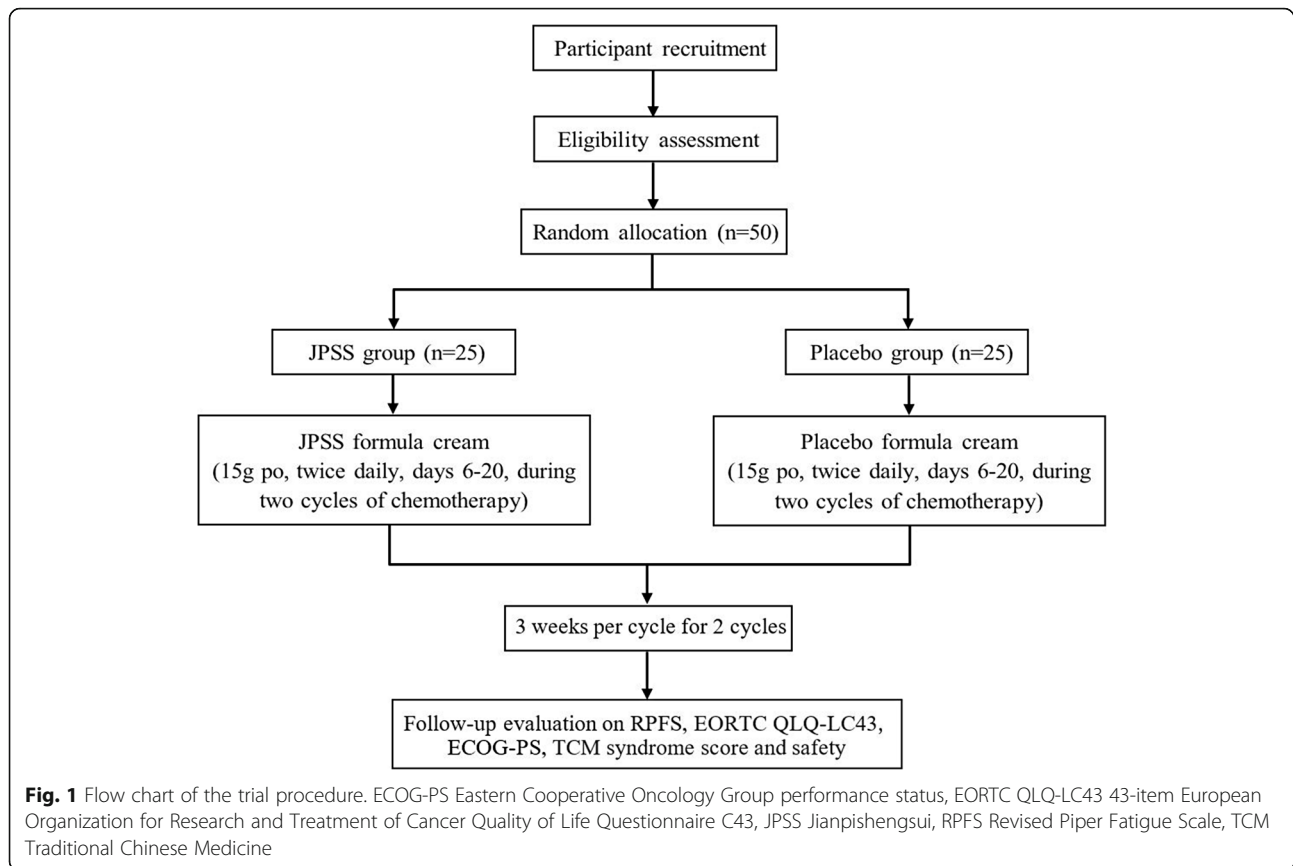 Participant recruitment
Eligibility assessment
Random allocation (n=50)
JPSS group (n=25)
Placebo group (n=25)
JPSS formula cream
(15g po, twice daily, days 6-20, during
two cycles of chemotherapy)
Placebo formula cream
(15g po, twice daily, days 6-20, during
two cycles of chemotherapy)
3 weeks per cycle for 2 cycles
Follow-up evaluation on RPFS, EORTC QLQ-LC43,
ECOG-PS, TCM syndrome score and safety
Fig. 1 Flow chart of the trial procedure. ECOG-PS Eastern Cooperative Oncology Group performance status, EORTC QLQ-LC43 43-item European
Organization for Research and Treatment of Cancer Quality of Life Questionnaire C43, JPSS Jianpishengsui, RPFS Revised Piper Fatigue Scale, TCM
Traditional Chinese Medicine